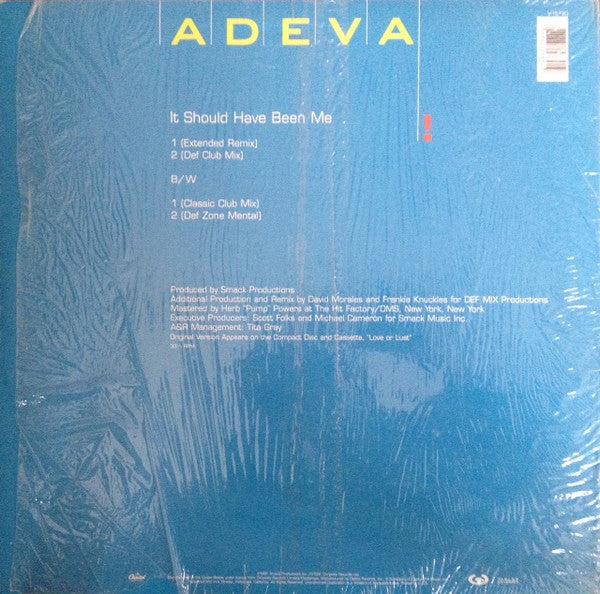 ADEVA
!
It Should Have Been Me
1 (Extended Remix)
2 (Def Club Mix)
B/W
1 (Classic Club Mix)
2 (Def Zone Mental)
Produced by Smack Productions
Additional Production and Remix by David Morales and Frankie Knuckles for DEF MIX Productions
Mastered by Herb "Pump" Powers at The Hit Factory/DMS, New York, New York
Executive Producers: Scott Folks and Michael Cameron for Smack Music Inc.
A&R Management: Tita Gray
Original Version Appears on the Compact Disc and Cassette, "Love or Lust"
Capitol